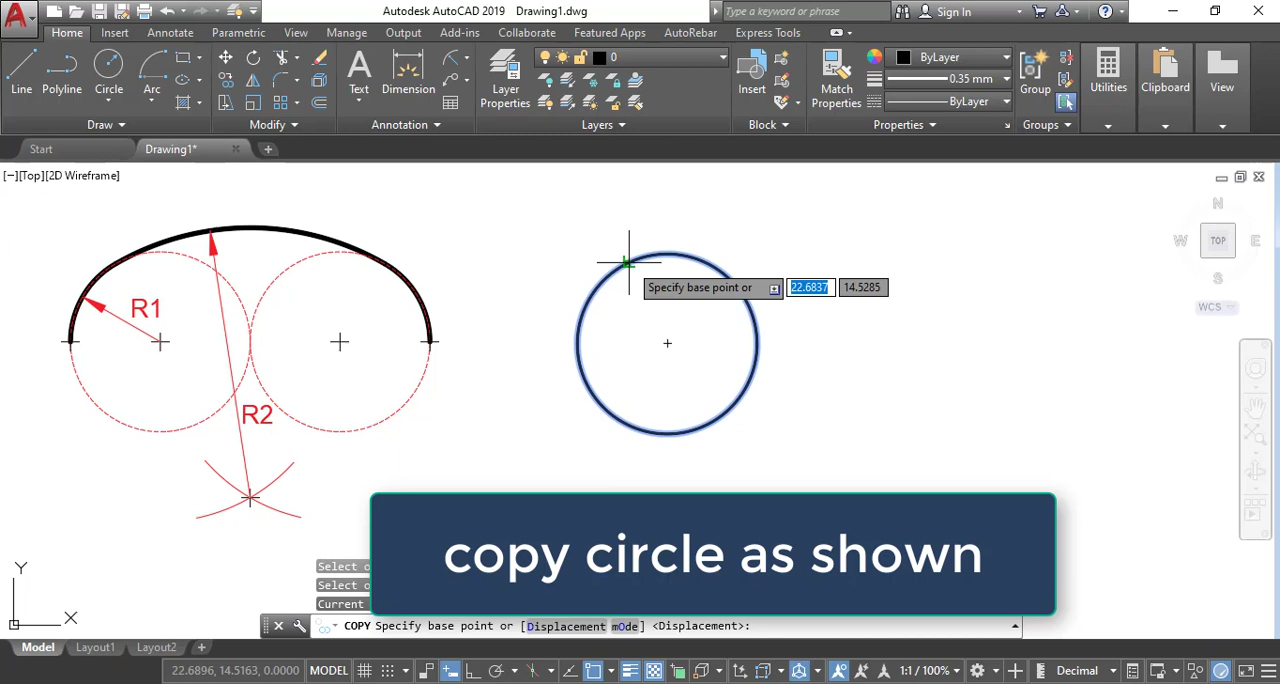 Autodesk AutoCAD 2019 Drawing1.dwg
Type a keyword or phrase
Sign In
Home Insert Annotate Parametric View Manage Output Add-ins Collaborate Featured Apps AutoRebar Express Tools
Line Polyline Circle Arc
Text Dimension
Layer Properties
0
Insert
Match Properties
ByLayer
0.35 mm
ByLayer
Group
Utilities
Clipboard
View
Draw Modify Annotation Layers Block Properties Groups
Start Drawing1*
[−][Top][2D Wireframe]
N
W TOP E
S
WCS
R1
R2
Specify base point or 22.6837 14.5285
copy circle as shown
Select o
Select o
Current
COPY Specify base point or [Displacement mOde] <Displacement>:
Y
X
Model Layout1 Layout2 +
22.6896, 14.5163, 0.0000 MODEL 1:1 / 100% Decimal